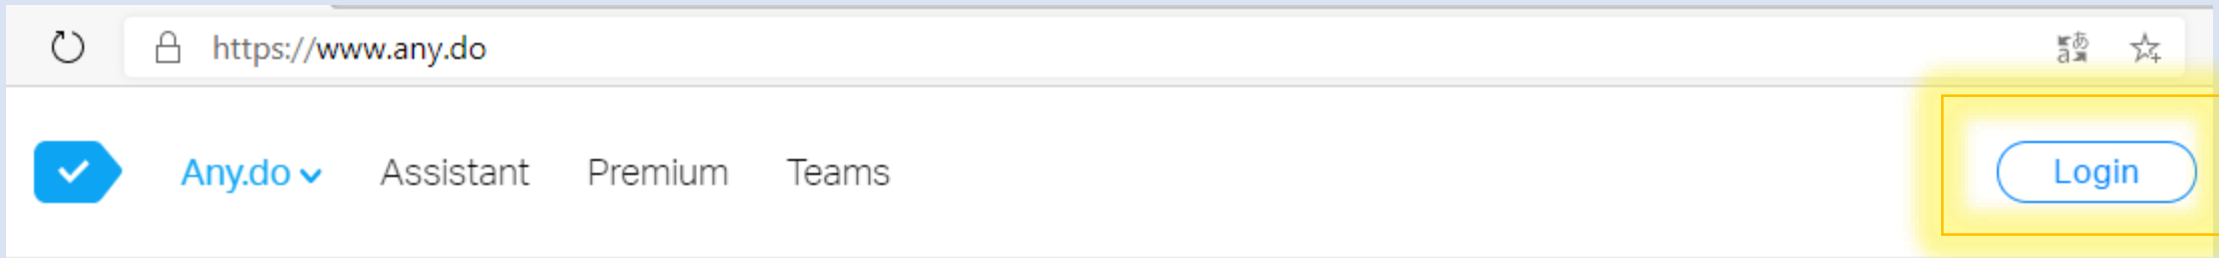 https://www.any.do
Any.do Assistant Premium Teams Login